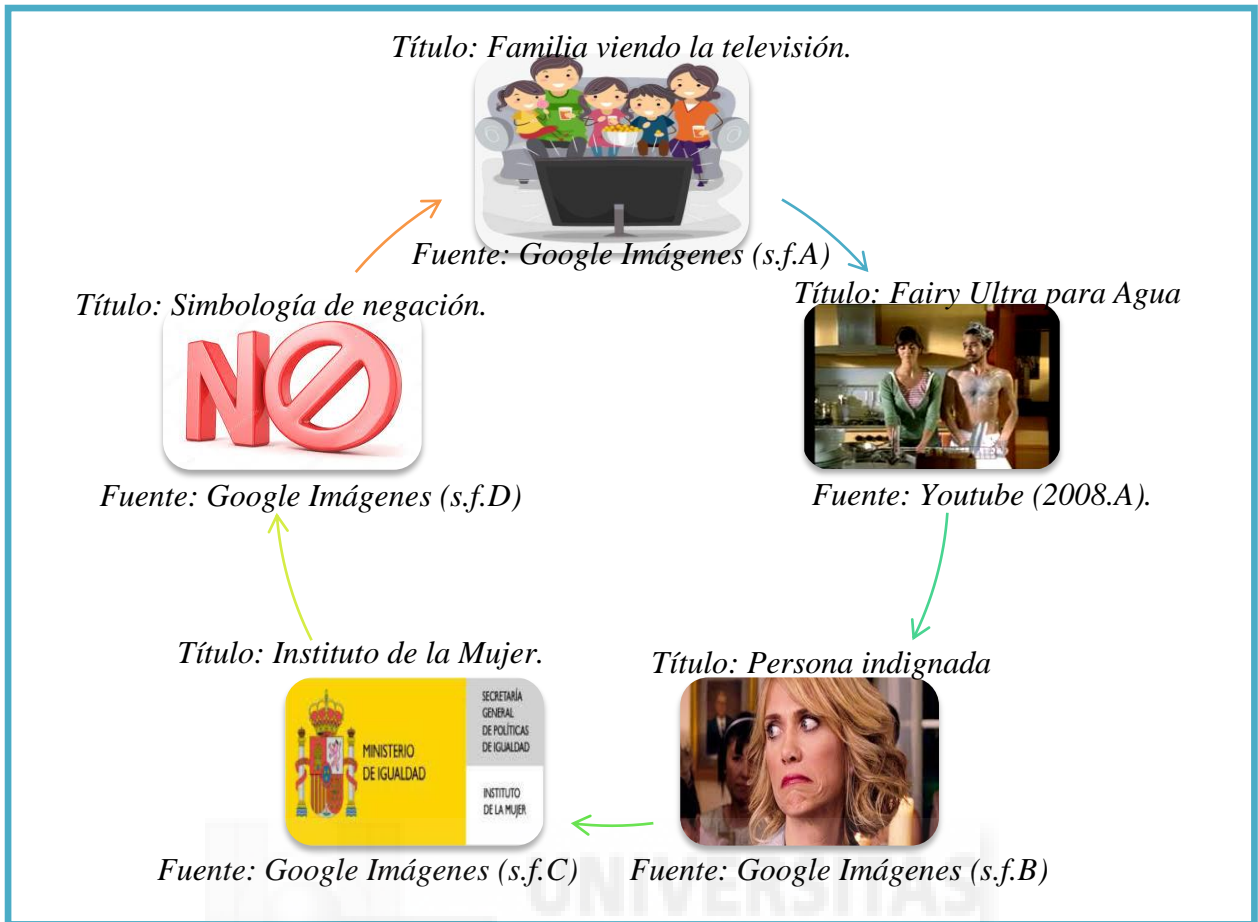 Título: Familia viendo la televisión.
Fuente: Google Imágenes (s.f.A)
Título: Fairy Ultra para Agua
Fuente: Youtube (2008.A).
Título: Persona indignada
Fuente: Google Imágenes (s.f.B)
Título: Instituto de la Mujer.
MINISTERIO
DE IGUALDAD
SECRETARÍA
GENERAL
DE POLÍTICAS
DE IGUALDAD
INSTITUTO
DE LA MUJER
Fuente: Google Imágenes (s.f.C)
Título: Simbología de negación.
NO
Fuente: Google Imágenes (s.f.D)
UNIVERSITAS